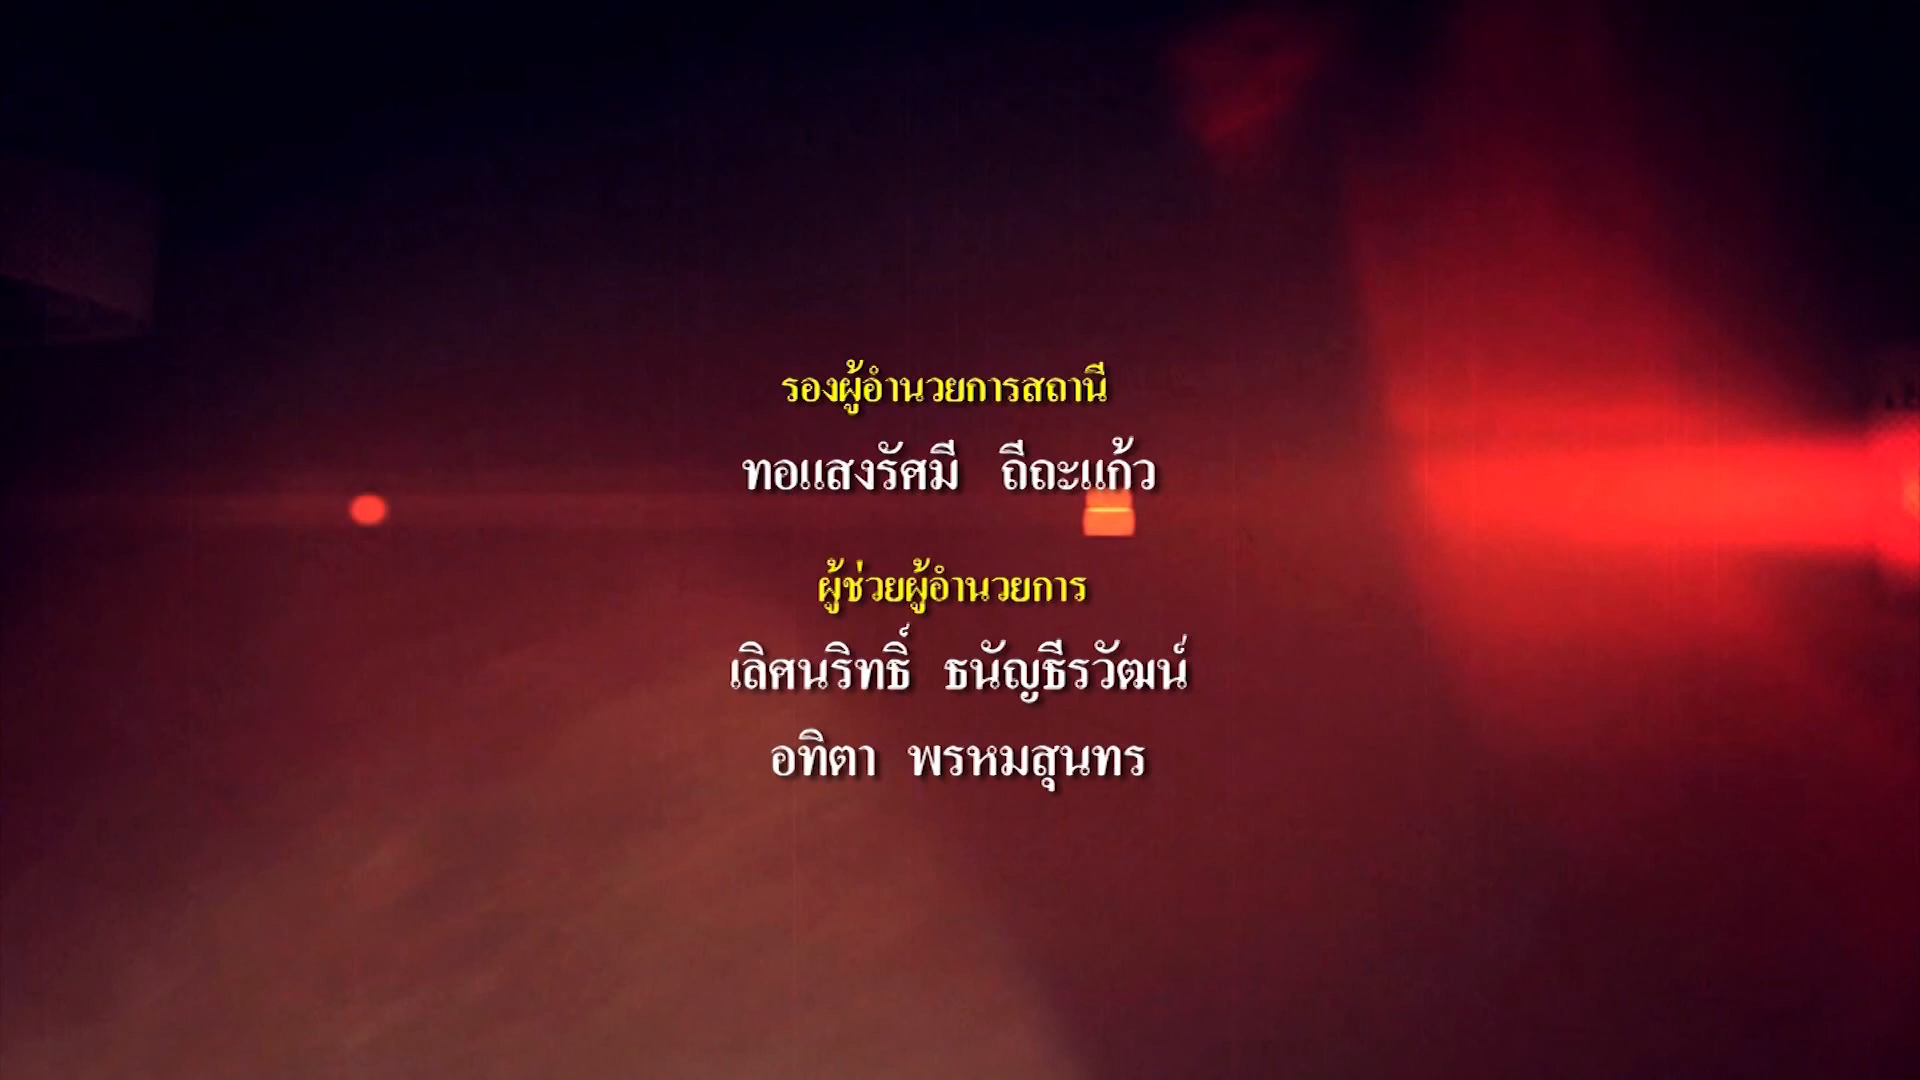 รองผู้อำนวยการสถานี
ทอแสงรัศมี ถีถะแก้ว
ผู้ช่วยผู้อำนวยการ
เลิศนริทธิ์ ธนัญธีรวัฒน์
อทิตา พรหมสุนทร